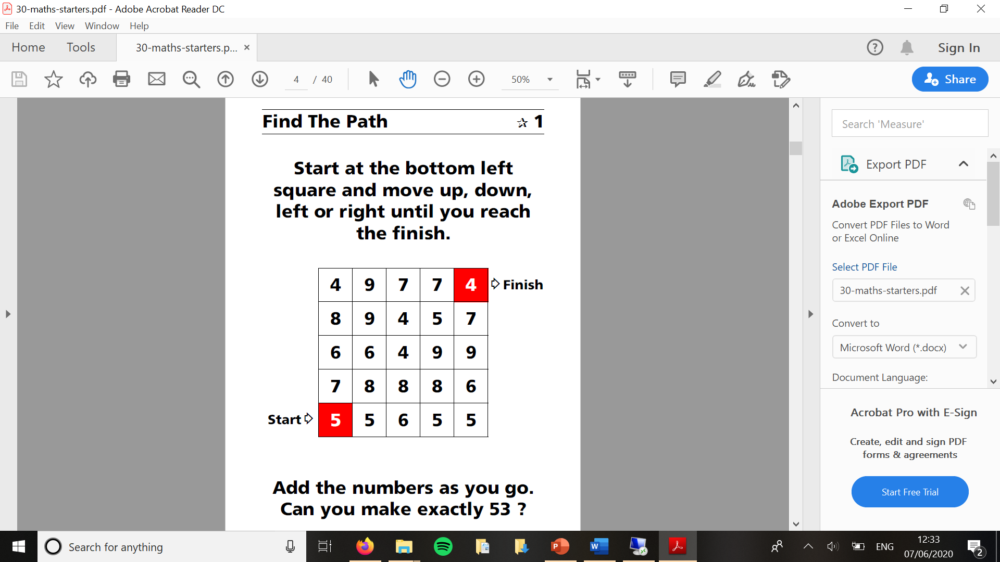 30-maths-starters.pdf - Adobe Acrobat Reader DC
File Edit View Window Help
Home Tools 30-maths-starters.p... Sign In
4 / 40 50% Share
Find The Path 1
Start at the bottom left
square and move up, down,
left or right until you reach
the finish.
4 9 7 7 4 Finish
8 9 4 5 7
6 6 4 9 9
7 8 8 8 6
Start 5 5 6 5 5
Add the numbers as you go.
Can you make exactly 53 ?
Search 'Measure'
Export PDF
Adobe Export PDF
Convert PDF Files to Word
or Excel Online
Select PDF File
30-maths-starters.pdf
Convert to
Microsoft Word (*.docx)
Document Language:
Acrobat Pro with E-Sign
Create, edit and sign PDF
forms & agreements
Start Free Trial
Search for anything
ENG
12:33
07/06/2020
2